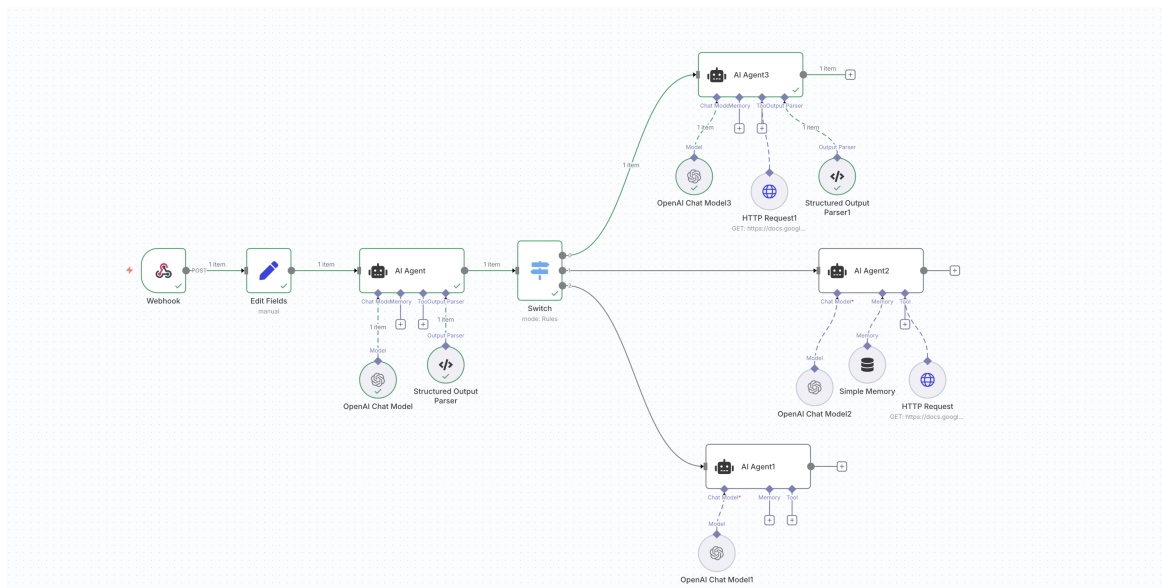 AI Agent3
1 item
Chat Model
Memory
Tool
Output Parser
1 item
1 item
Model
Output Parser
1 item
OpenAI Chat Model3
Structured Output
Parser1
HTTP Request1
GET: https://docs.googl...
POST
1 item
1 item
AI Agent
1 item
0
1
2
AI Agent2
Webhook
Edit Fields
manual
Chat Model
Memory
Tool
Output Parser
Switch
mode: Rules
Chat Model*
Memory
Tool
1 item
1 item
Output Parser
Memory
Model
Model
OpenAI Chat Model
Structured Output
Parser
Simple Memory
OpenAI Chat Model2
HTTP Request
GET: https://docs.googl...
AI Agent1
Chat Model*
Memory
Tool
Model
OpenAI Chat Model1